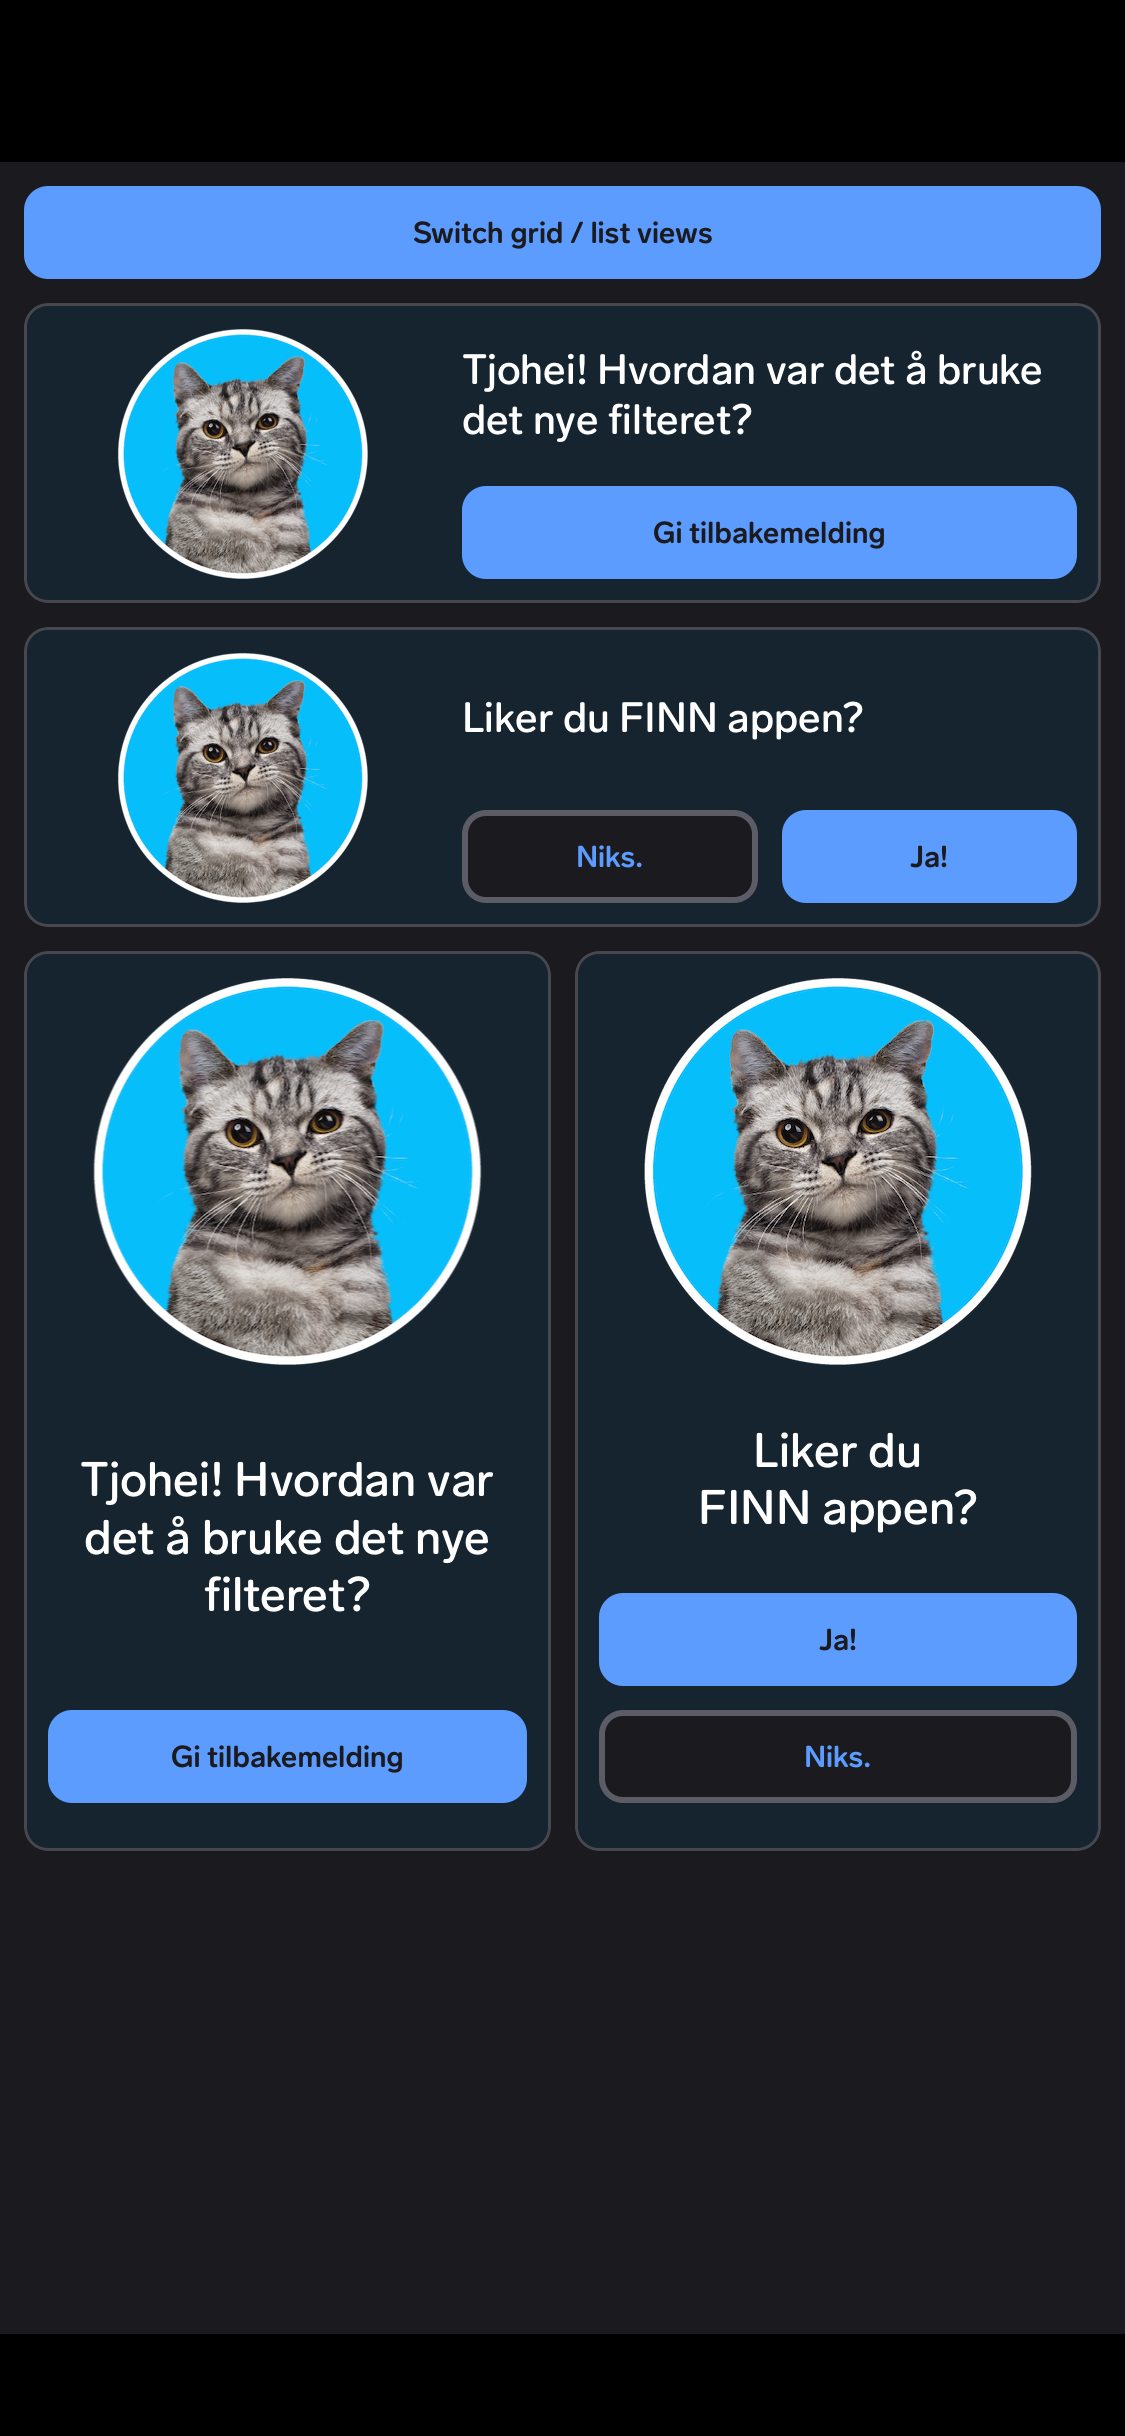 Switch grid / list views
Tjohei! Hvordan var det å bruke
det nye filteret?
Gi tilbakemelding
Liker du FINN appen?
Niks.
Ja!
Tjohei! Hvordan var
det å bruke det nye
filteret?
Gi tilbakemelding
Liker du
FINN appen?
Ja!
Niks.